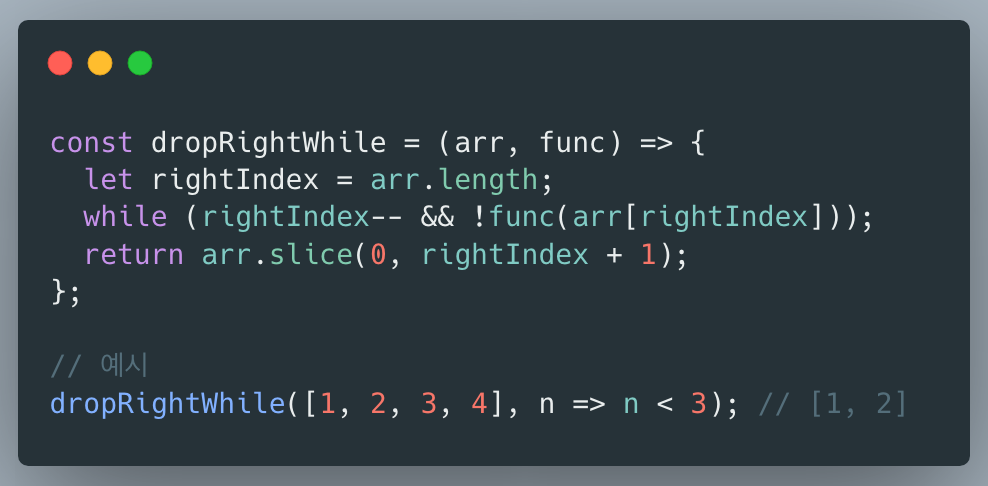 const dropRightWhile = (arr, func) => {
  let rightIndex = arr.length;
  while (rightIndex-- && !func(arr[rightIndex]));
  return arr.slice(0, rightIndex + 1);
};

// 예시
dropRightWhile([1, 2, 3, 4], n => n < 3); // [1, 2]